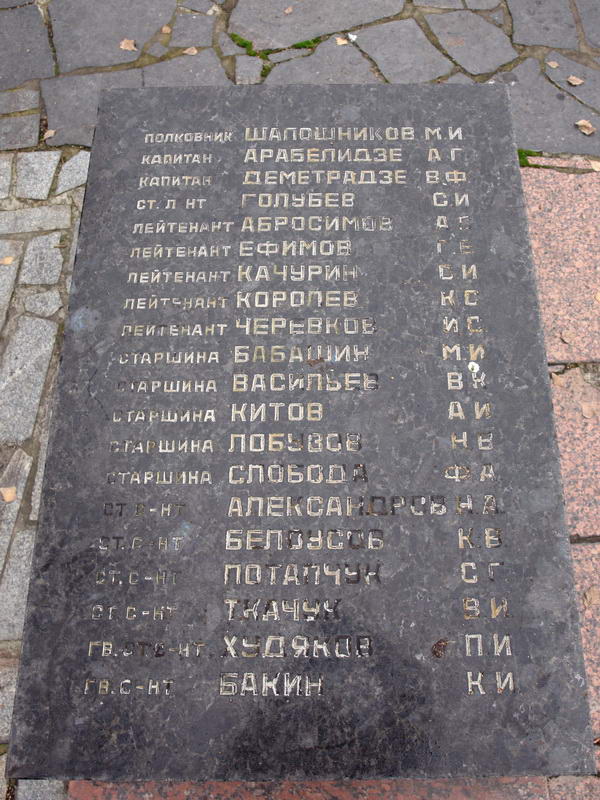 ПОЛКОВНИК ШАПОШНИКОВ М.И.
КАПИТАН АРАБЕЛИДЗЕ А.Г.
КАПИТАН ДЕМЕТРАДЗЕ В.Ф.
СТ. Л-НТ ГОЛУБЕВ С.И.
ЛЕЙТЕНАНТ АБРОСИМОВ А.
ЛЕЙТЕНАНТ ЕФИМОВ Г.Е.
ЛЕЙТЕНАНТ КАЧУРИН С.И.
ЛЕЙТЕНАНТ КОРОЛЕВ К.С.
ЛЕЙТЕНАНТ ЧЕРЕВКОВ И.С.
СТАРШИНА БАБАШИН М.И.
СТАРШИНА ВАСИЛЬЕВ В.К.
СТАРШИНА КИТОВ А.И.
СТАРШИНА ЛОБУЗОВ Н.В.
СТАРШИНА СЛОБОДА Ф.А.
СТ. С-НТ АЛЕКСАНДРОВ Н.А.
СТ. С-НТ БЕЛОУСОВ К.В.
СТ. С-НТ ПОТАПЧУК С.Г.
СТ. С-НТ ТКАЧУК В.И.
ГВ. СТ С-НТ ХУДЯКОВ П.И.
ГВ. С-НТ БАКИН К.И.